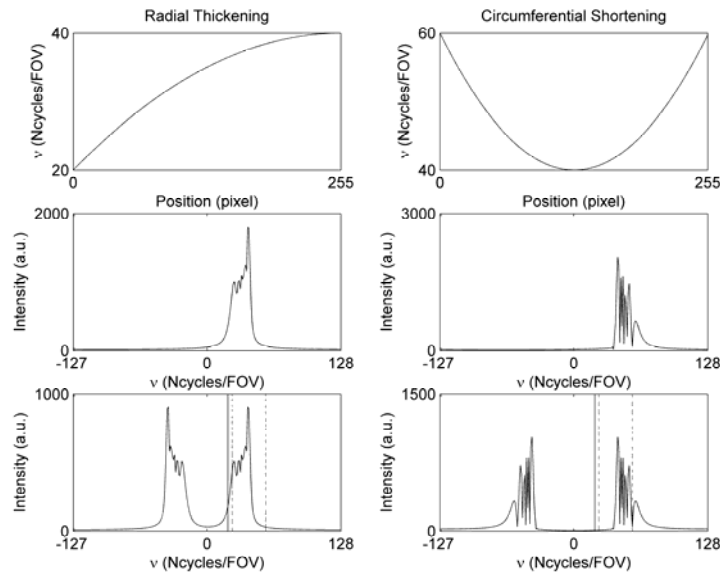 Radial Thickening
Circumferential Shortening
40
20
ν (Ncycles/FOV)
0
255
Position (pixel)
60
40
ν (Ncycles/FOV)
0
255
Position (pixel)
2000
0
Intensity (a.u.)
-127
0
128
ν (Ncycles/FOV)
3000
0
Intensity (a.u.)
-127
0
128
ν (Ncycles/FOV)
1000
0
Intensity (a.u.)
-127
0
128
ν (Ncycles/FOV)
1500
0
Intensity (a.u.)
-127
0
128
ν (Ncycles/FOV)